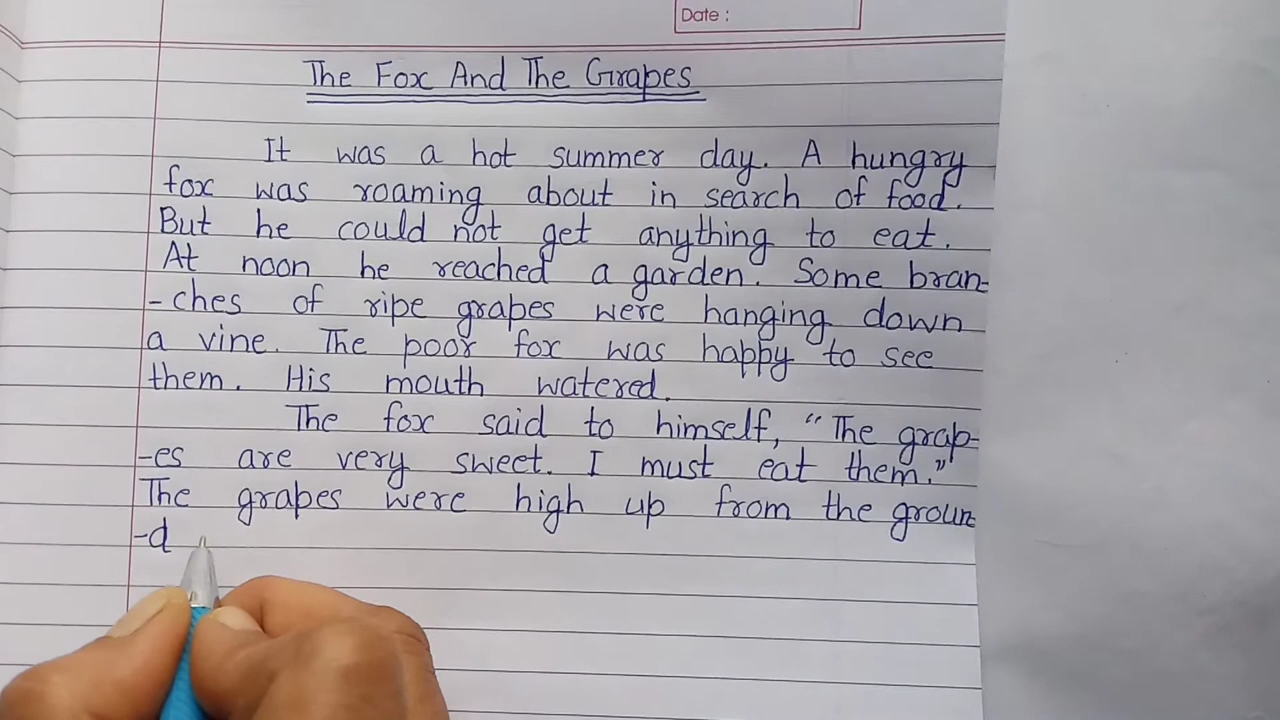 Date :
The Fox And The Grapes
It was a hot summer day. A hungry
fox was roaming about in search of food.
But he could not get anything to eat.
At noon he reached a garden. Some bran-
-ches of ripe grapes were hanging down
a vine. The poor fox was happy to see
them. His mouth watered.
The fox said to himself, "The grap-
-es are very sweet. I must eat them."
The grapes were high up from the groun-
-d